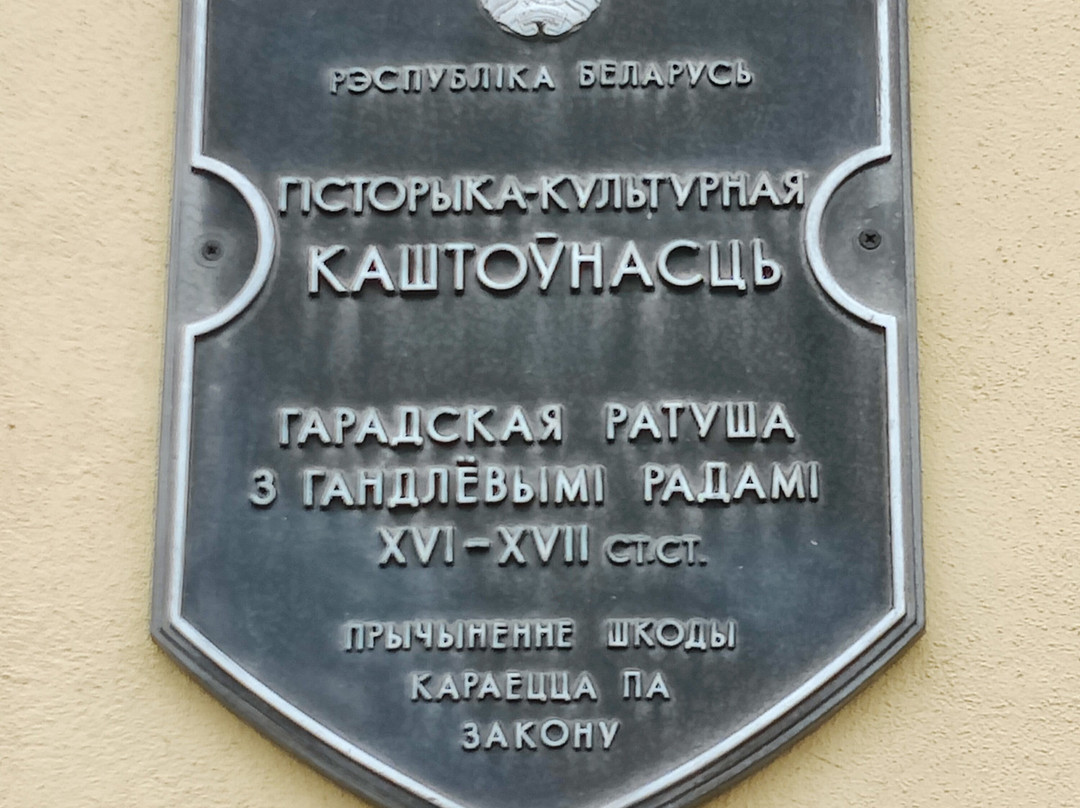 РЭСПУБЛІКА БЕЛАРУСЬ
ГІСТОРЫКА-КУЛЬТУРНАЯ
КАШТОЎНАСЦЬ
ГАРАДСКАЯ РАТУША
З ГАНДЛЁВЫМІ РАДАМІ
XVI–XVII СТ.СТ.
ПРЫЧЫНЕННЕ ШКОДЫ
КАРАЕЦЦА ПА
ЗАКОНУ